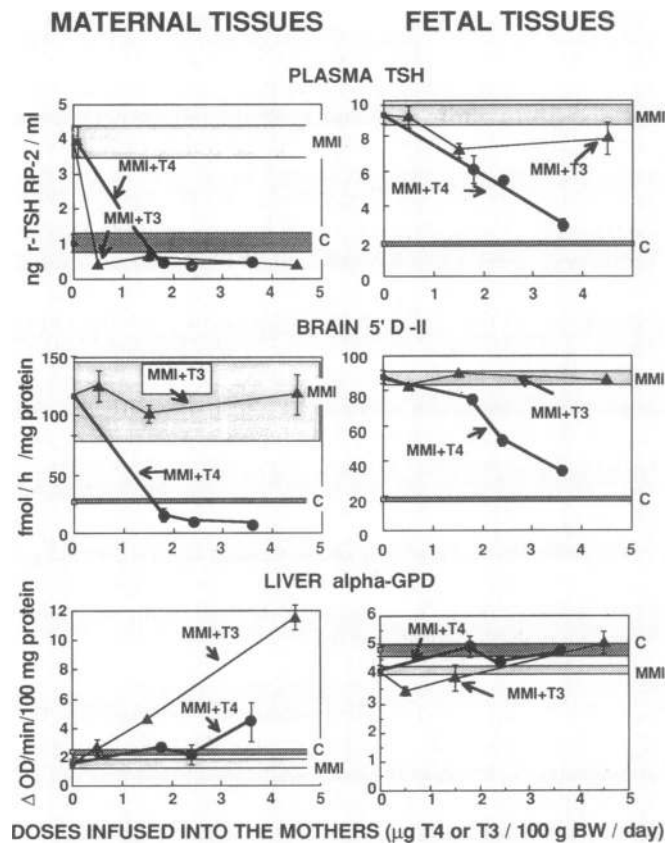 MATERNAL TISSUES FETAL TISSUES
PLASMA TSH
ng r-TSH RP-2 / ml
5
4
3
2
1
0
0 1 2 3 4 5
MMI
MMI+T4
MMI+T3
C
10
8
6
4
2
0
0 1 2 3 4 5
MMI
MMI+T3
MMI+T4
C
BRAIN 5' D -II
fmol / h /mg protein
150
100
50
0
0 1 2 3 4 5
MMI+T3
MMI
MMI+T4
C
100
80
60
40
20
0
0 1 2 3 4 5
MMI
MMI+T3
MMI+T4
C
LIVER alpha-GPD
Δ OD/min/100 mg protein
12
10
8
6
4
2
0
0 1 2 3 4 5
MMI+T3
MMI+T4
C
MMI
6
5
4
3
2
1
0
0 1 2 3 4 5
MMI+T4
C
MMI
MMI+T3
DOSES INFUSED INTO THE MOTHERS (µg T4 or T3 / 100 g BW / day)